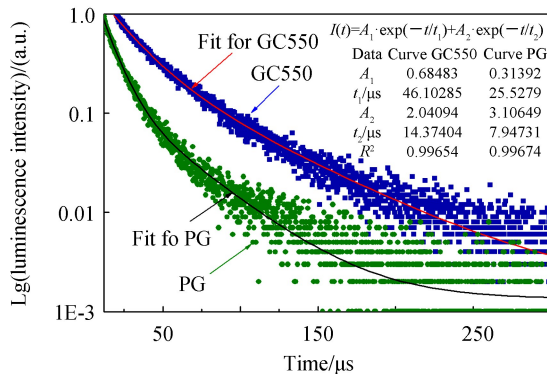 I(t)=A₁·exp(−t/t₁)+A₂·exp(−t/t₂)
Data Curve GC550 Curve PG
A₁ 0.68483 0.31392
t₁/μs 46.10285 25.5279
A₂ 2.04094 3.10649
t₂/μs 14.37404 7.94731
R² 0.99654 0.99674
Fit for GC550
GC550
Fit fo PG
PG
Lg(luminescence intensity)/(a.u.)
1.0
0.1
0.01
1E-3
50 150 250
Time/μs